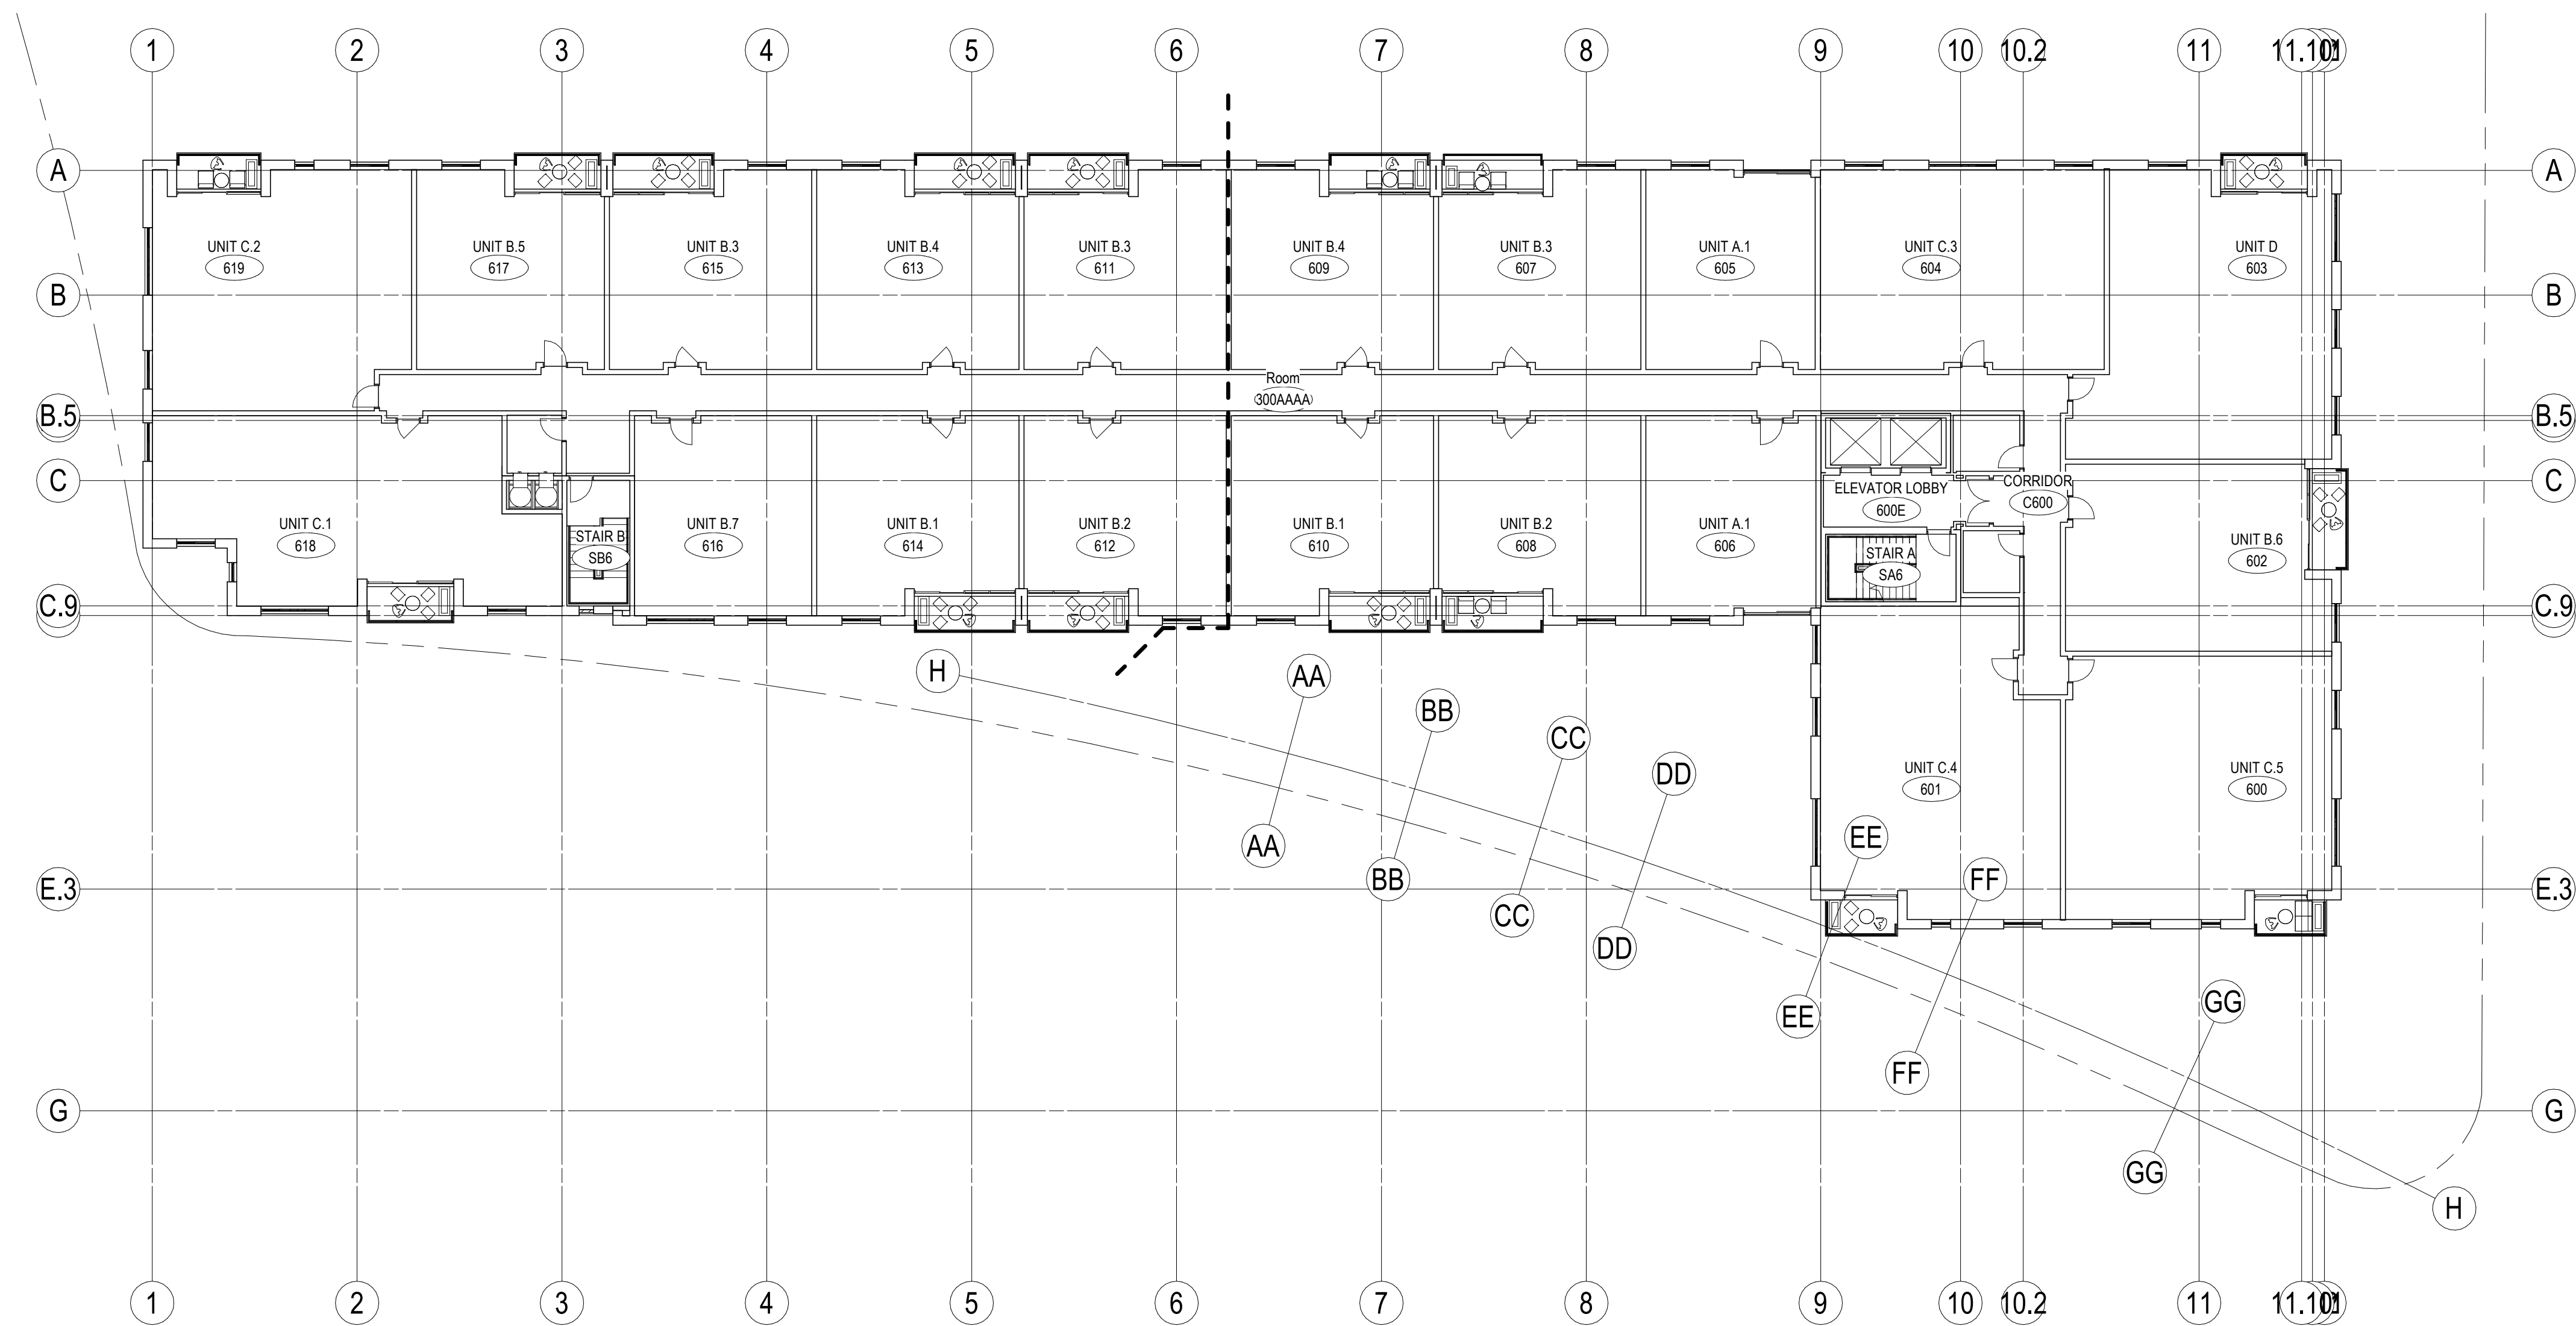 1 2 3 4 5 6 7 8 9 10 10.2 11
A A
UNIT C.2 UNIT B.5 UNIT B.3 UNIT B.4 UNIT B.3 UNIT B.4 UNIT B.3 UNIT A.1 UNIT C.3 UNIT D
619 617 615 613 611 609 607 605 604 603
B B
Room
300AAAA
B.5 B.5
C C
ELEVATOR LOBBY CORRIDOR
600E C600
UNIT C.1 UNIT B.7 UNIT B.1 UNIT B.2 UNIT B.1 UNIT B.2 UNIT A.1
618 616 614 612 610 608 606
STAIR B
SB6
UNIT B.6
602
STAIR A
SA6
C.9 C.9
H AA
BB
CC
DD
UNIT C.4 UNIT C.5
601 600
EE
AA
BB FF
E.3 E.3
CC
DD
GG
EE
FF
G G
GG
H
1 2 3 4 5 6 7 8 9 10 10.2 11